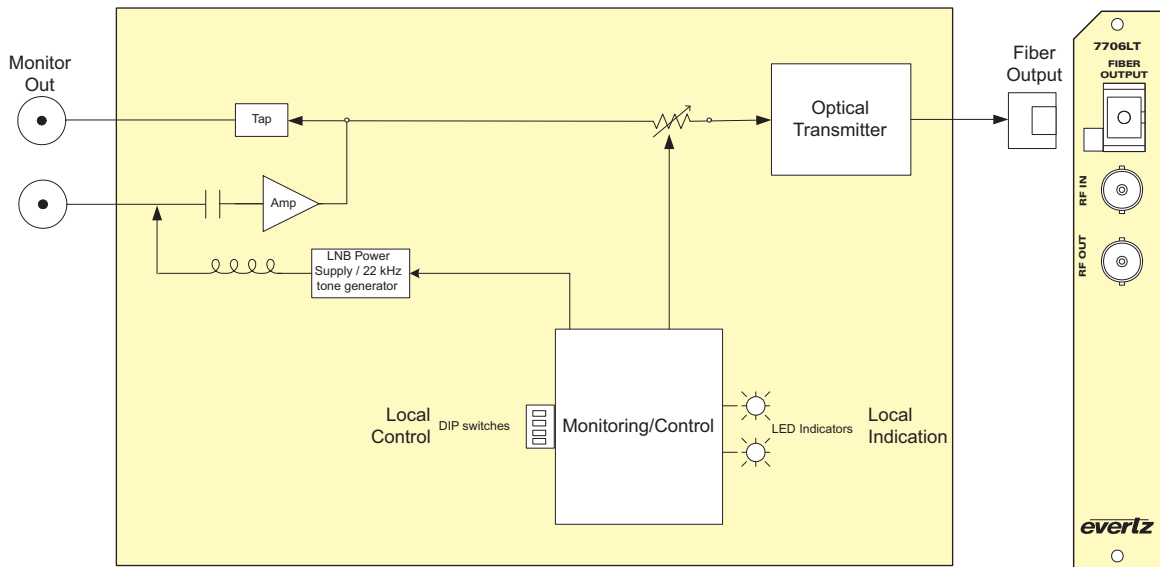 Monitor
Out
Tap
Amp
LNB Power
Supply / 22 kHz
tone generator
Optical
Transmitter
Fiber
Output
Local
Control
DIP switches
Monitoring/Control
LED Indicators
Local
Indication
7706LT
FIBER
OUTPUT
RF IN
RF OUT
evertz